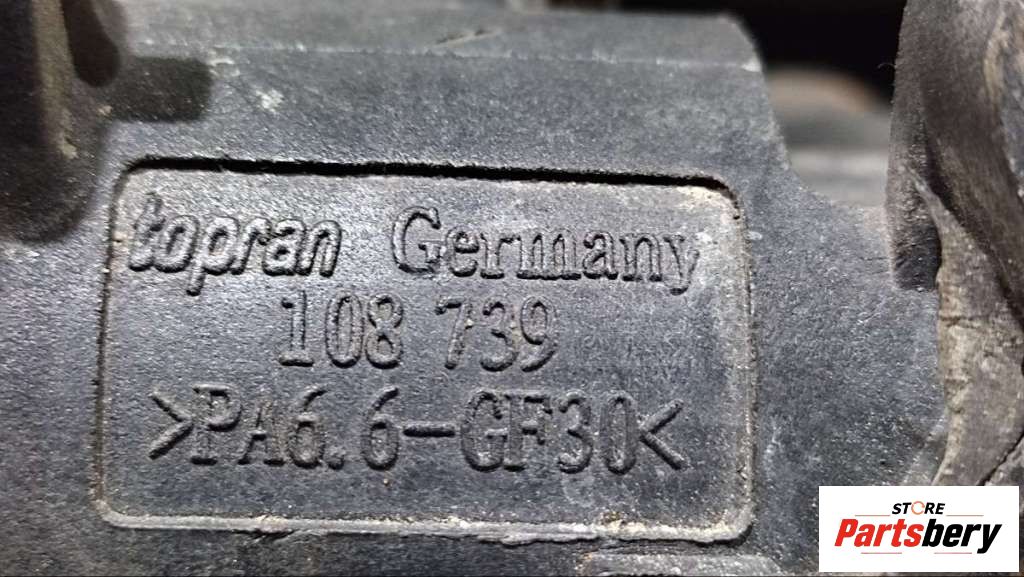 topran Germany
108 739
>PA6.6-GF30<
STORE
Partsbery